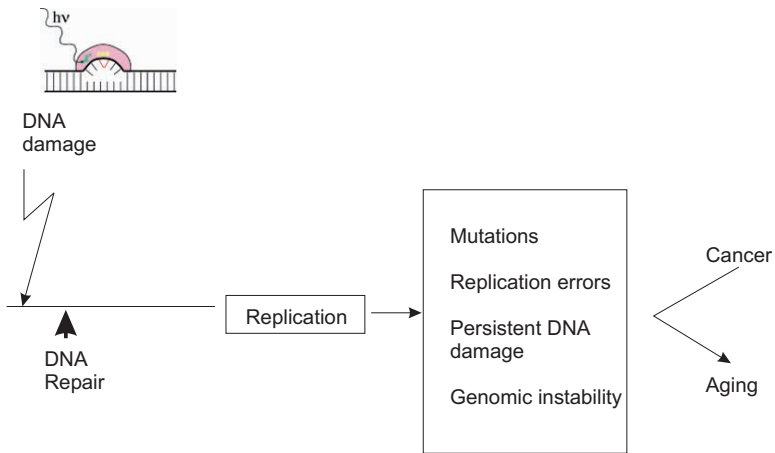 hν
DNA
damage
DNA
Repair
Replication
Mutations
Replication errors
Persistent DNA
damage
Genomic instability
Cancer
Aging